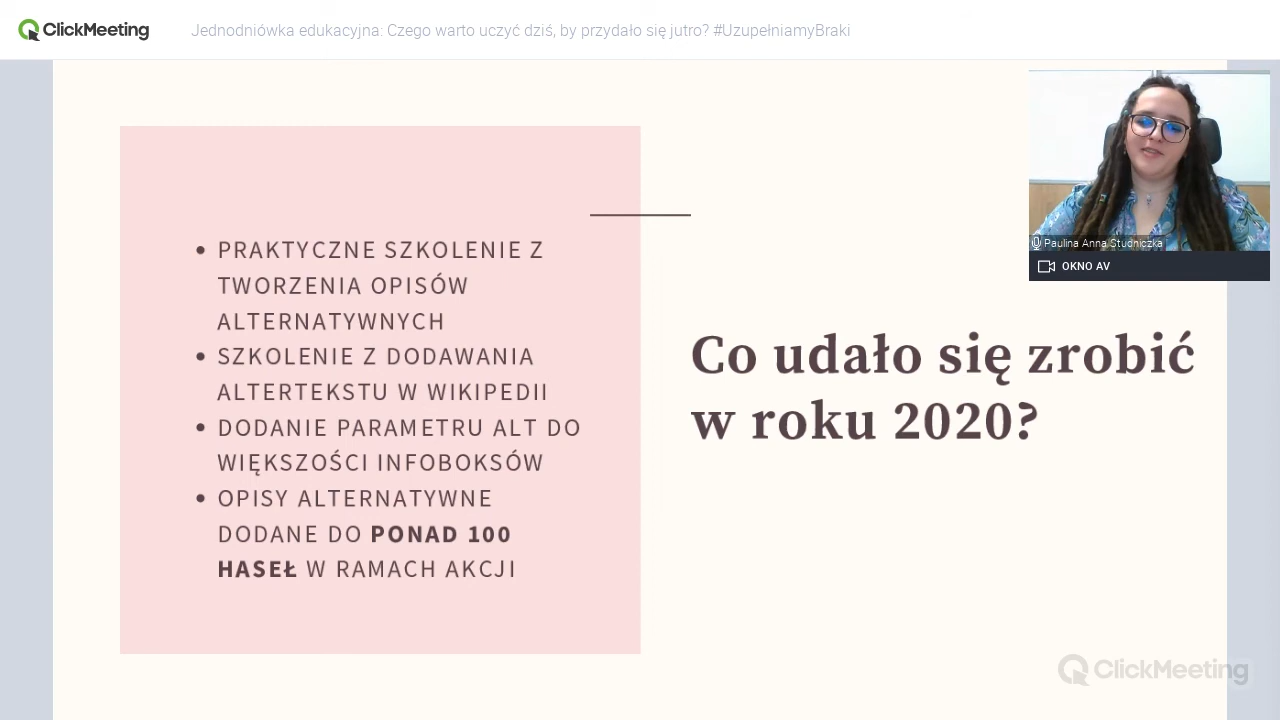 ClickMeeting
Jednodniówka edukacyjna: Czego warto uczyć dziś, by przydało się jutro? #UzupełniamyBraki
Paulina Anna Studniczka
OKNO AV
• PRAKTYCZNE SZKOLENIE Z
TWORZENIA OPISÓW
ALTERNATYWNYCH
• SZKOLENIE Z DODAWANIA
ALTERTEKSTU W WIKIPEDII
• DODANIE PARAMETRU ALT DO
WIĘKSZOŚCI INFOBOKSÓW
• OPISY ALTERNATYWNE
DODANE DO PONAD 100
HASEŁ W RAMACH AKCJI
Co udało się zrobić
w roku 2020?
ClickMeeting